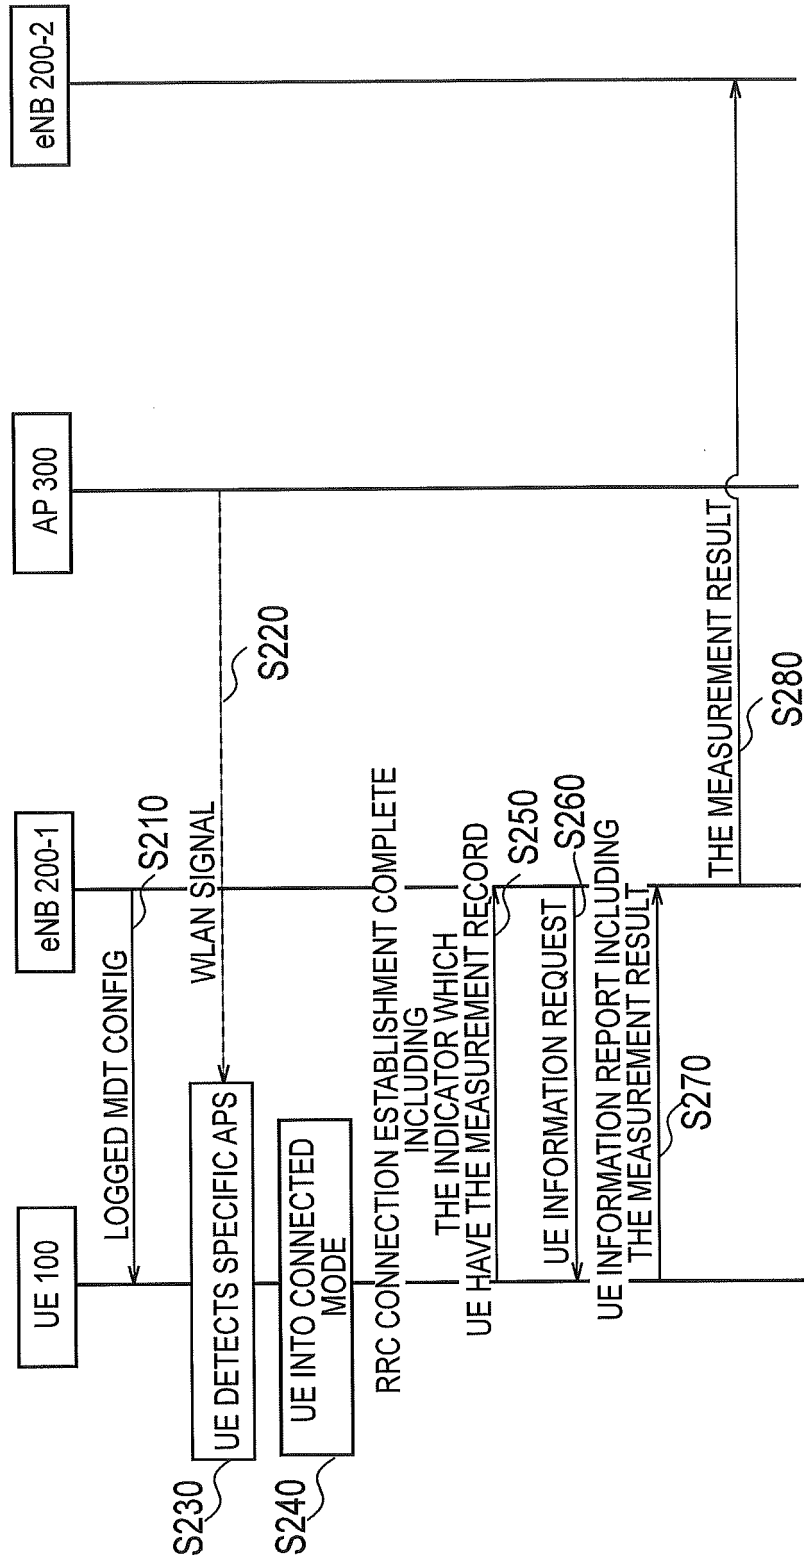 UE 100
eNB 200-1
AP 300
eNB 200-2
LOGGED MDT CONFIG
S210
WLAN SIGNAL
S220
UE DETECTS SPECIFIC APS
S230
UE INTO CONNECTED
MODE
S240
RRC CONNECTION ESTABLISHMENT COMPLETE
INCLUDING
THE INDICATOR WHICH
UE HAVE THE MEASUREMENT RECORD
S250
UE INFORMATION REQUEST
S260
UE INFORMATION REPORT INCLUDING
THE MEASUREMENT RESULT
S270
THE MEASUREMENT RESULT
S280